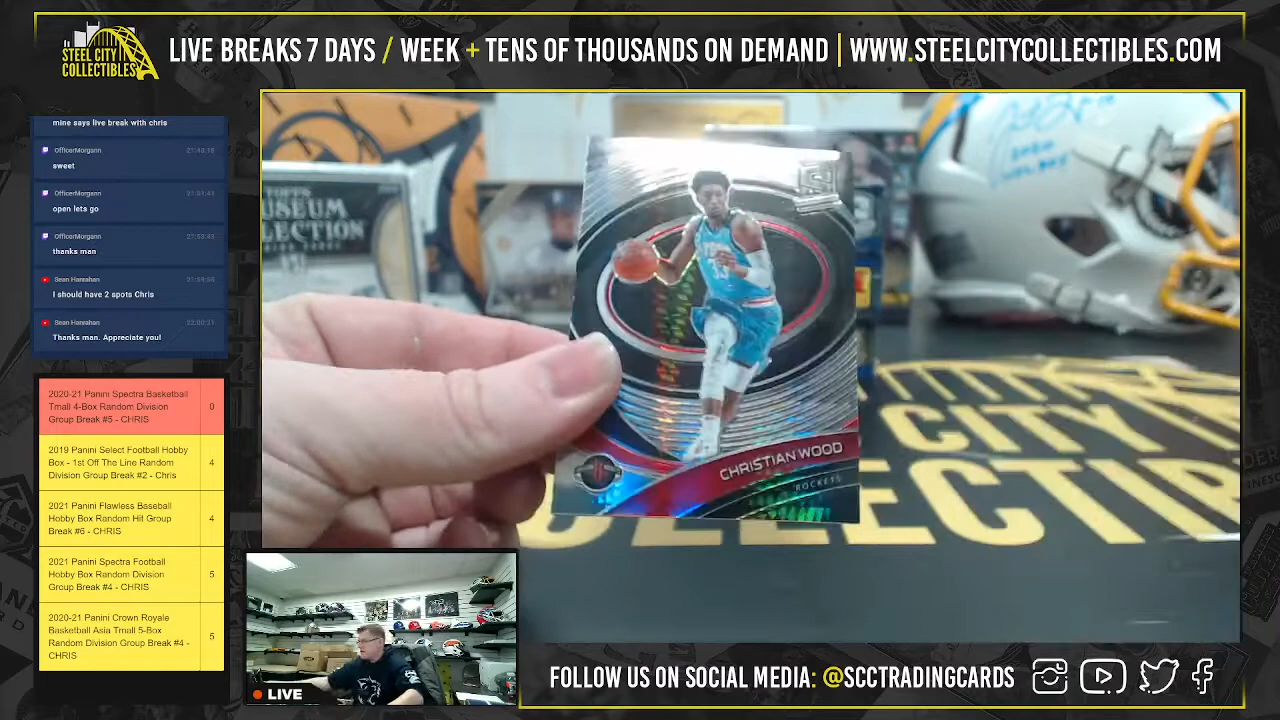 STEEL CITY
COLLECTIBLES
LIVE BREAKS 7 DAYS / WEEK + TENS OF THOUSANDS ON DEMAND | WWW.STEELCITYCOLLECTIBLES.COM
mine says live break with chris
OfficerMorgann
sweet
OfficerMorgann
open lets go
OfficerMorgann
thanks man
Sean Hanrahan
I should have 2 spots Chris
Sean Hanrahan
Thanks man. Appreciate you!
2020-21 Panini Spectra Basketball
Tmall 4-Box Random Division
Group Break #5 - CHRIS
0
2019 Panini Select Football Hobby
Box - 1st Off The Line Random
Division Group Break #2 - Chris
4
2021 Panini Flawless Baseball
Hobby Box Random Hit Group
Break #6 - CHRIS
4
2021 Panini Spectra Football
Hobby Box Random Division
Group Break #4 - CHRIS
5
2020-21 Panini Crown Royale
Basketball Asia Tmall 5-Box
Random Division Group Break #4 -
CHRIS
5
CHRISTIAN WOOD
ROCKETS
CITY
LIVE
FOLLOW US ON SOCIAL MEDIA: @SCCTRADINGCARDS